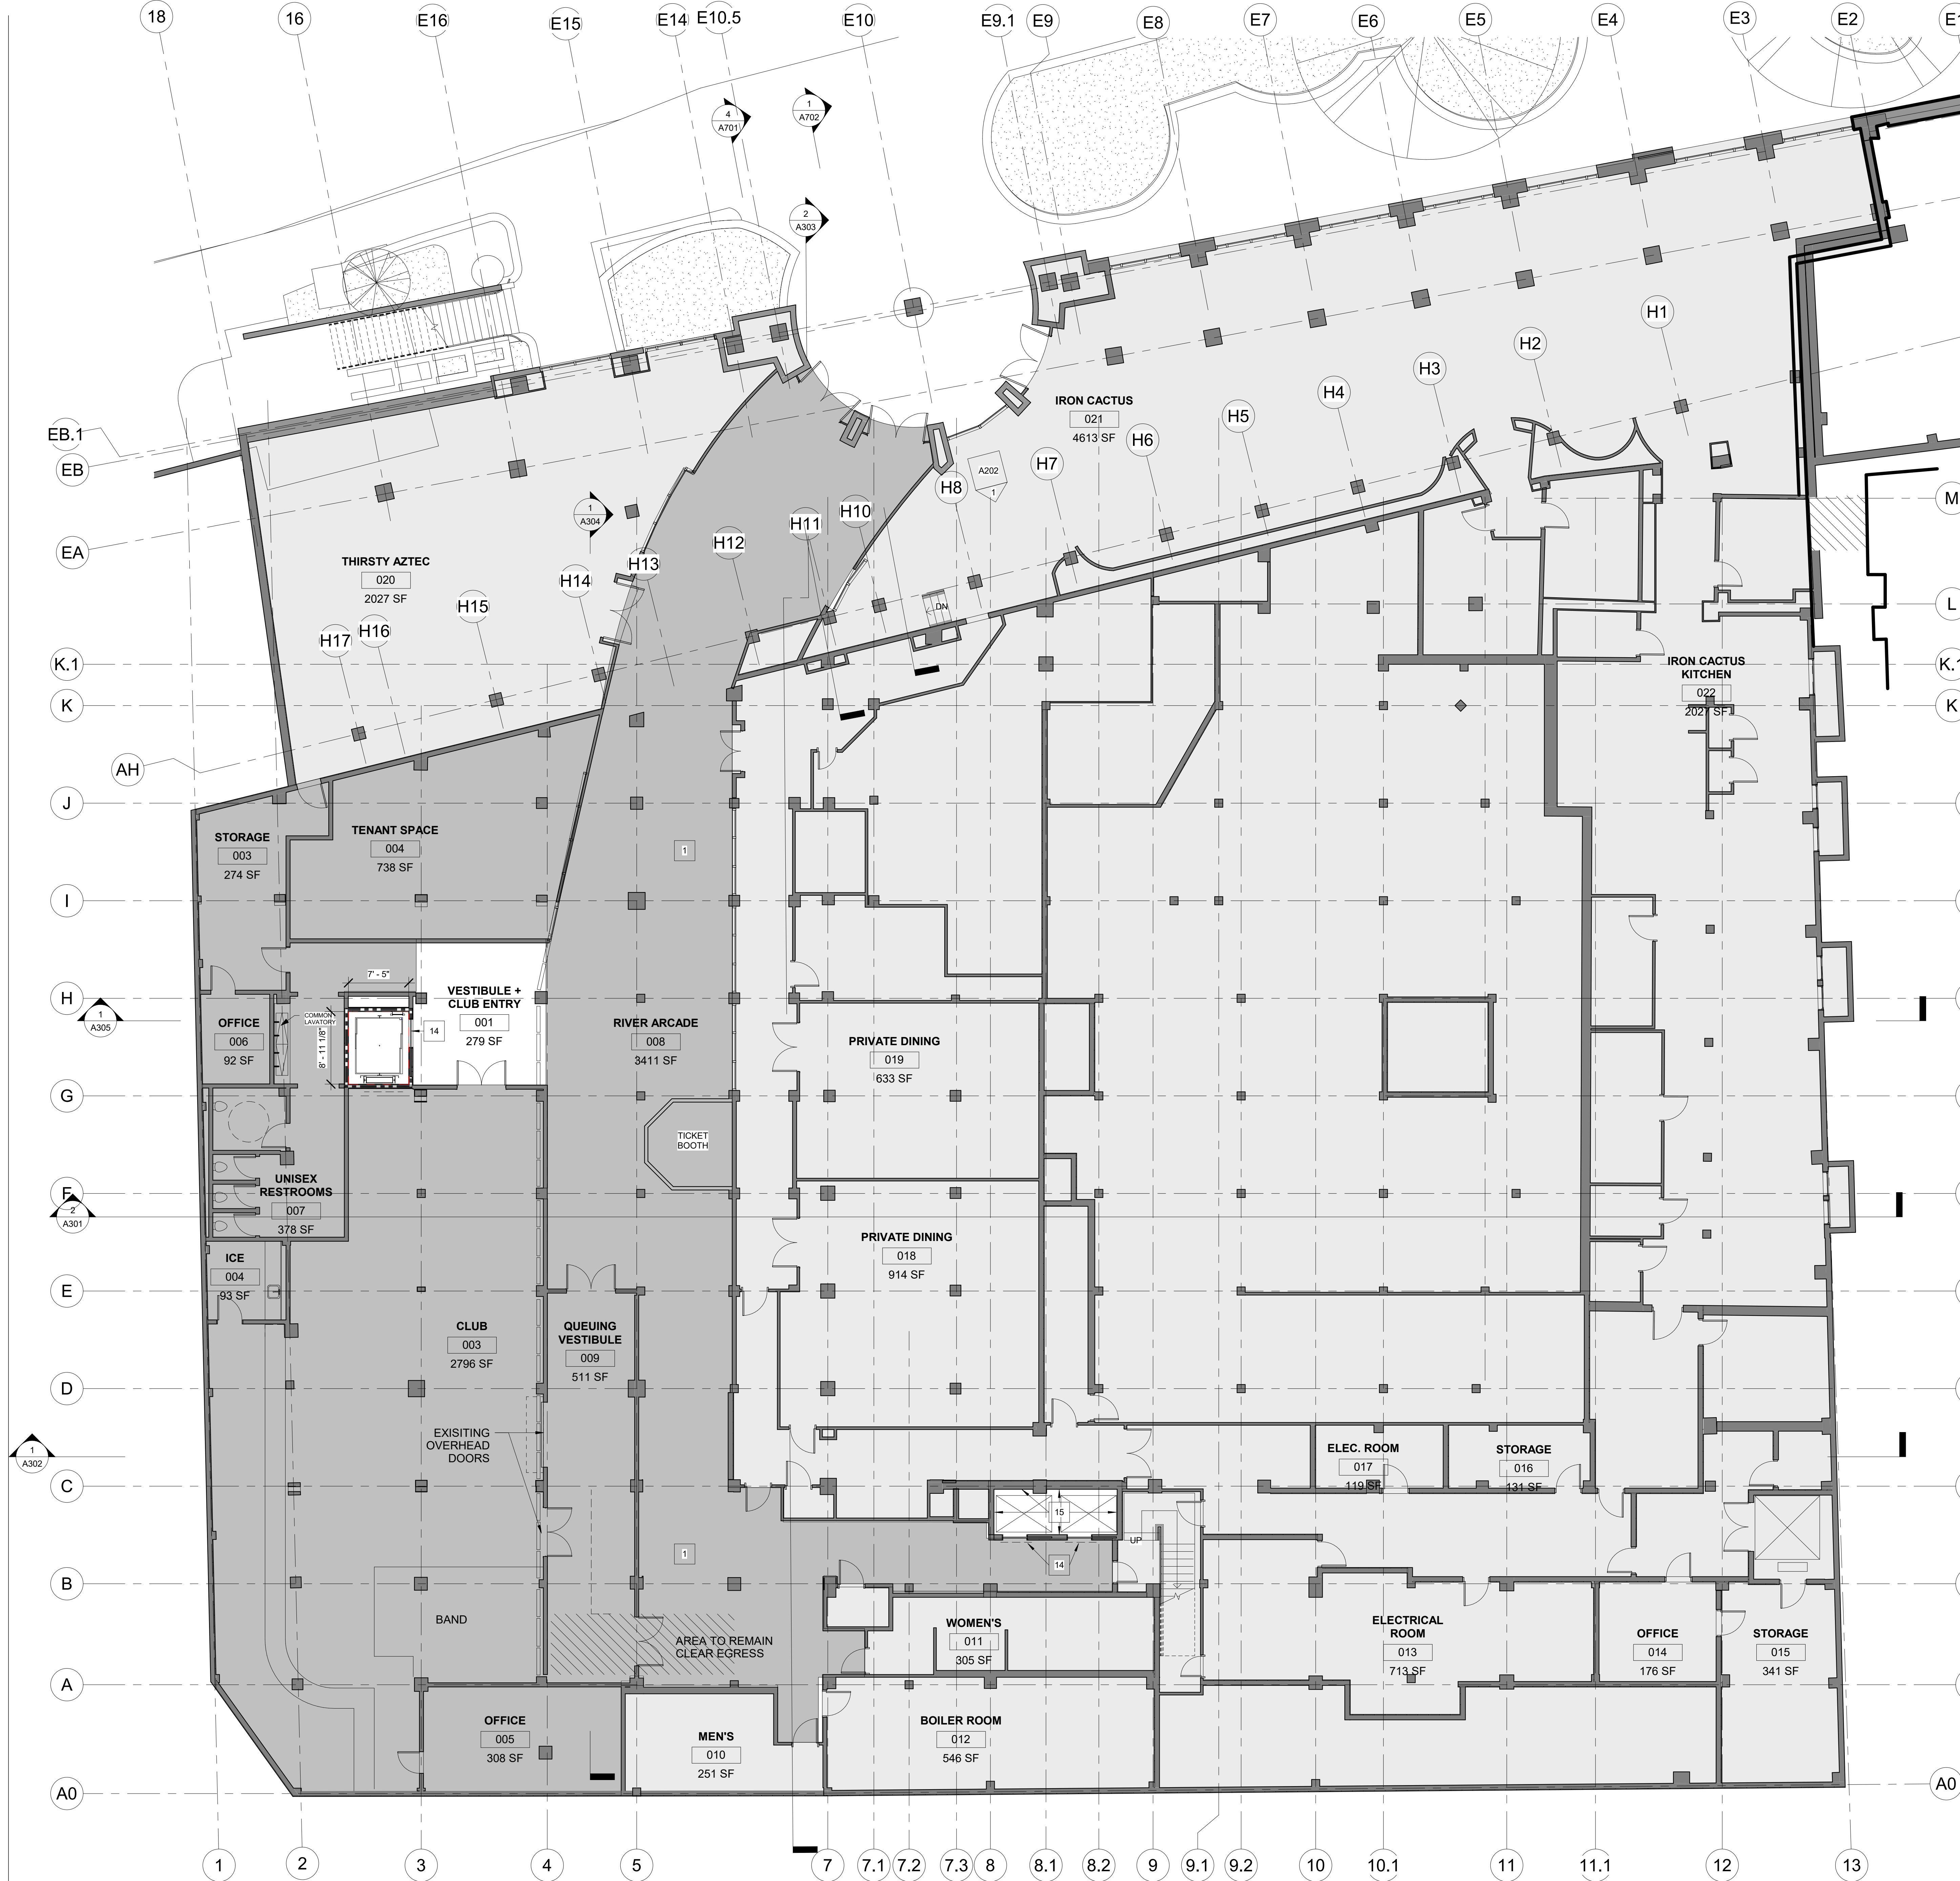 18
16
E16
E15
E14
E10.5
E10
E9.1
E9
E8
E7
E6
E5
E4
E3
E2
4
A701
1
A702
2
A303
EB.1
EB
EA
AH
1
A304
H17
H16
H15
H14
H13
H12
H11
H10
H8
H7
H6
H5
H4
H3
H2
H1
A202
1
IRON CACTUS
021
4613 SF
THIRSTY AZTEC
020
2027 SF
DN
M
L
K
K.1
K
J
I
H
G
F
E
D
C
B
A
A0
A0
IRON CACTUS
KITCHEN
022
2027 SF
STORAGE
003
274 SF
TENANT SPACE
004
738 SF
1
7' - 5"
8' - 11 1/8"
VESTIBULE +
CLUB ENTRY
001
279 SF
14
COMMON
LAVATORY
OFFICE
006
92 SF
1
A305
RIVER ARCADE
008
3411 SF
PRIVATE DINING
019
633 SF
TICKET
BOOTH
UNISEX
RESTROOMS
007
378 SF
2
A301
ICE
004
93 SF
PRIVATE DINING
018
914 SF
CLUB
003
2796 SF
QUEUING
VESTIBULE
009
511 SF
EXISITING
OVERHEAD
DOORS
1
A302
ELEC. ROOM
017
119 SF
STORAGE
016
131 SF
15
UP
14
1
BAND
AREA TO REMAIN
CLEAR EGRESS
WOMEN'S
011
305 SF
ELECTRICAL
ROOM
013
713 SF
OFFICE
014
176 SF
STORAGE
015
341 SF
OFFICE
005
308 SF
MEN'S
010
251 SF
BOILER ROOM
012
546 SF
1
2
3
4
5
7
7.1
7.2
7.3
8
8.1
8.2
9
9.1
9.2
10
10.1
11
11.1
12
13